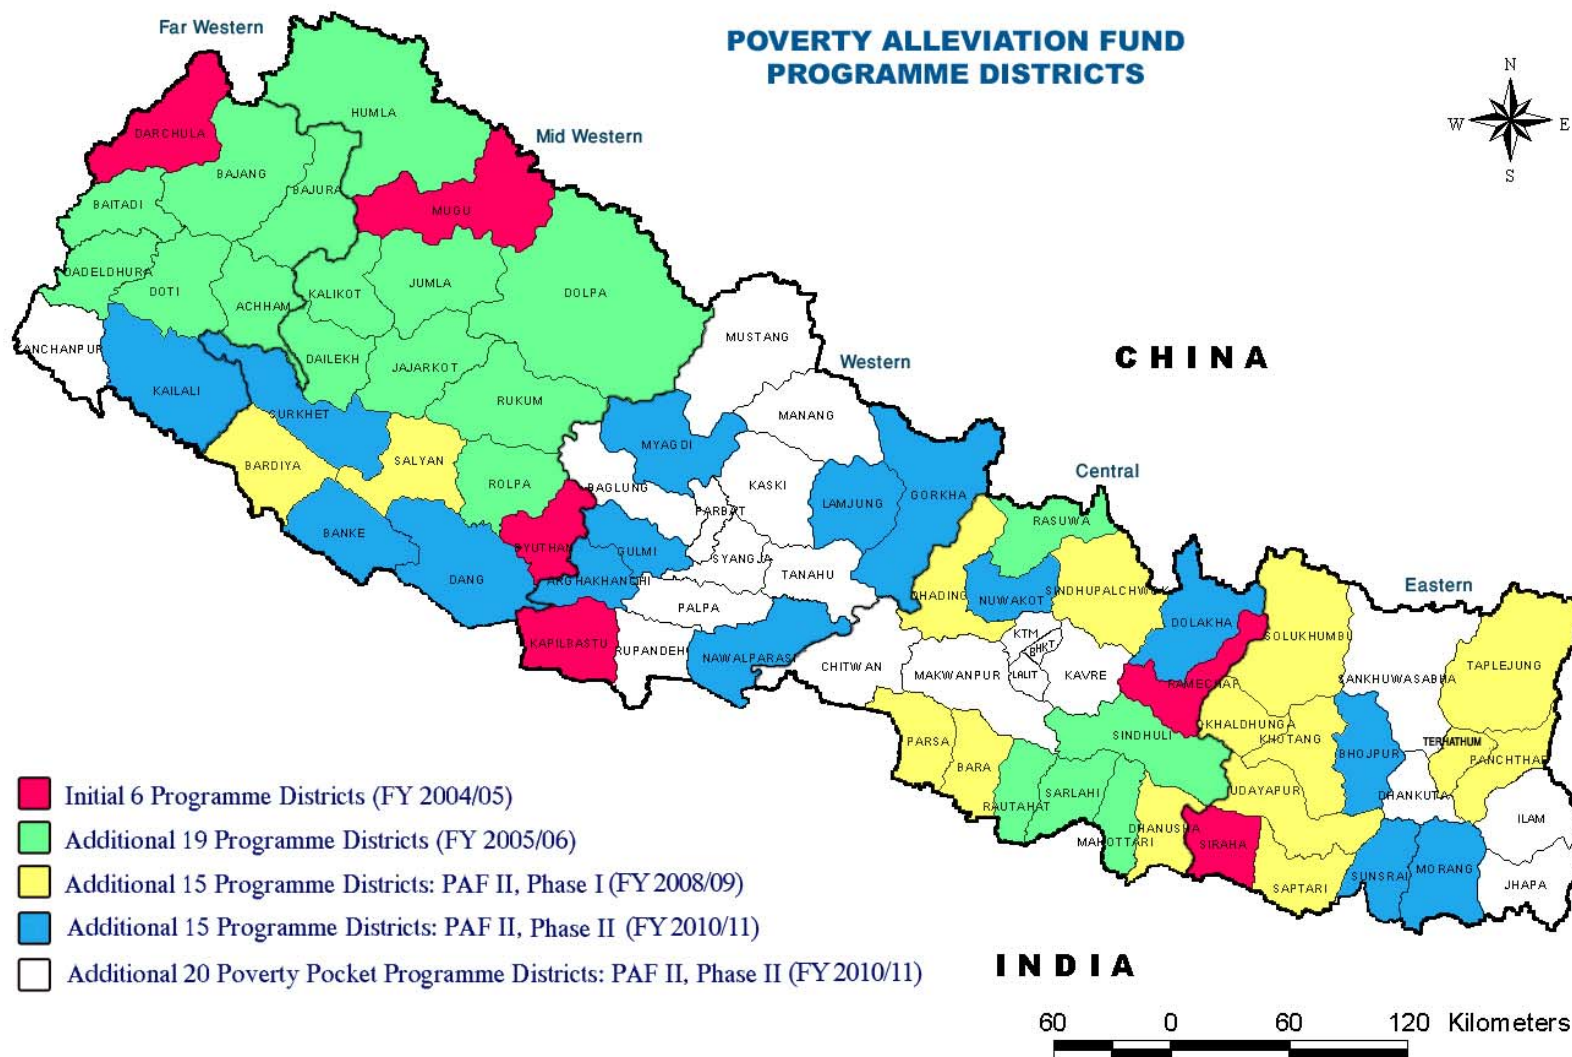 Far Western
POVERTY ALLEVIATION FUND
PROGRAMME DISTRICTS
N
W E
S
HUMLA
DARCHULA
Mid Western
BAJANG
BAJURA
BAITADI
MUGU
DADELDHURA
DOTI
ACHHAM
KALIKOT
JUMLA
DOLPA
MUSTANG
Western
CHINA
ANCHANPUR
DAILEKH
JAJARKOT
KAILALI
RUKUM
SURKHET
MANANG
MYAGDI
BARDIYA
SALYAN
ROLPA
BAGLUNG
KASKI
LAMJUNG
GORKHA
Central
PARBAT
RASUWA
BANKE
PYUTHAN
GULMI
SYANGJA
TANAHU
DANG
ARGHAKHANCHI
DHADING
NUWAKOT
SINDHUPALCHWOK
Eastern
PALPA
DOLAKHA
KAPILBASTU
RUPANDEHI
NAWALPARASI
CHITWAN
KTM
BHKT
LALIT
MAKWANPUR
KAVRE
RAMECHAP
SOLUKHUMBU
TAPLEJUNG
SANKHUWASABHA
OKHALDHUNGA
KHOTANG
SINDHULI
PARSA
BARA
BHOJPUR
TERHATHUM
PANCHTHAR
UDAYAPUR
DHANKUTA
RAUTAHAT
SARLAHI
MAHOTTARI
DHANUSHA
SIRAHA
ILAM
SAPTARI
SUNSRAI
MORANG
JHAPA
Initial 6 Programme Districts (FY 2004/05)
Additional 19 Programme Districts (FY 2005/06)
Additional 15 Programme Districts: PAF II, Phase I (FY 2008/09)
Additional 15 Programme Districts: PAF II, Phase II (FY 2010/11)
Additional 20 Poverty Pocket Programme Districts: PAF II, Phase II (FY 2010/11)
INDIA
60 0 60 120 Kilometers